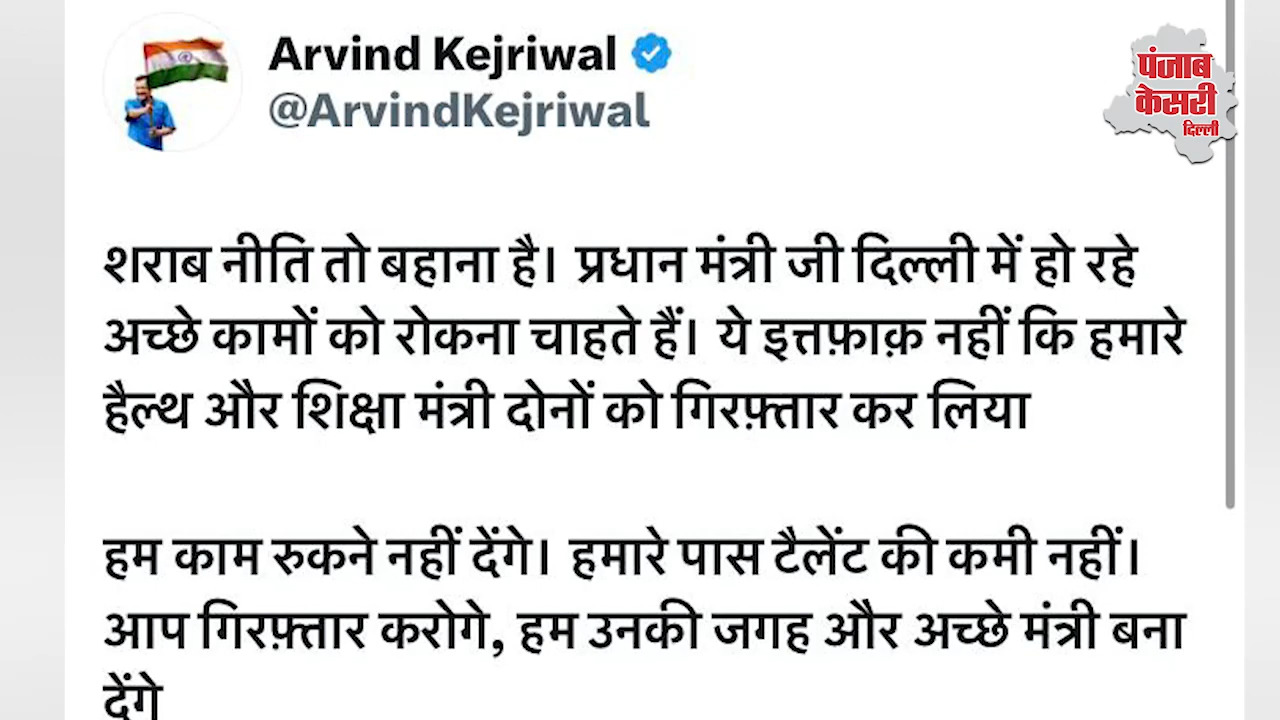 Arvind Kejriwal
@ArvindKejriwal
पंजाब
केसरी
दिल्ली
शराब नीति तो बहाना है। प्रधान मंत्री जी दिल्ली में हो रहे
अच्छे कामों को रोकना चाहते हैं। ये इत्तफ़ाक़ नहीं कि हमारे
हैल्थ और शिक्षा मंत्री दोनों को गिरफ़्तार कर लिया
हम काम रुकने नहीं देंगे। हमारे पास टैलेंट की कमी नहीं।
आप गिरफ़्तार करोगे, हम उनकी जगह और अच्छे मंत्री बना
देंगे